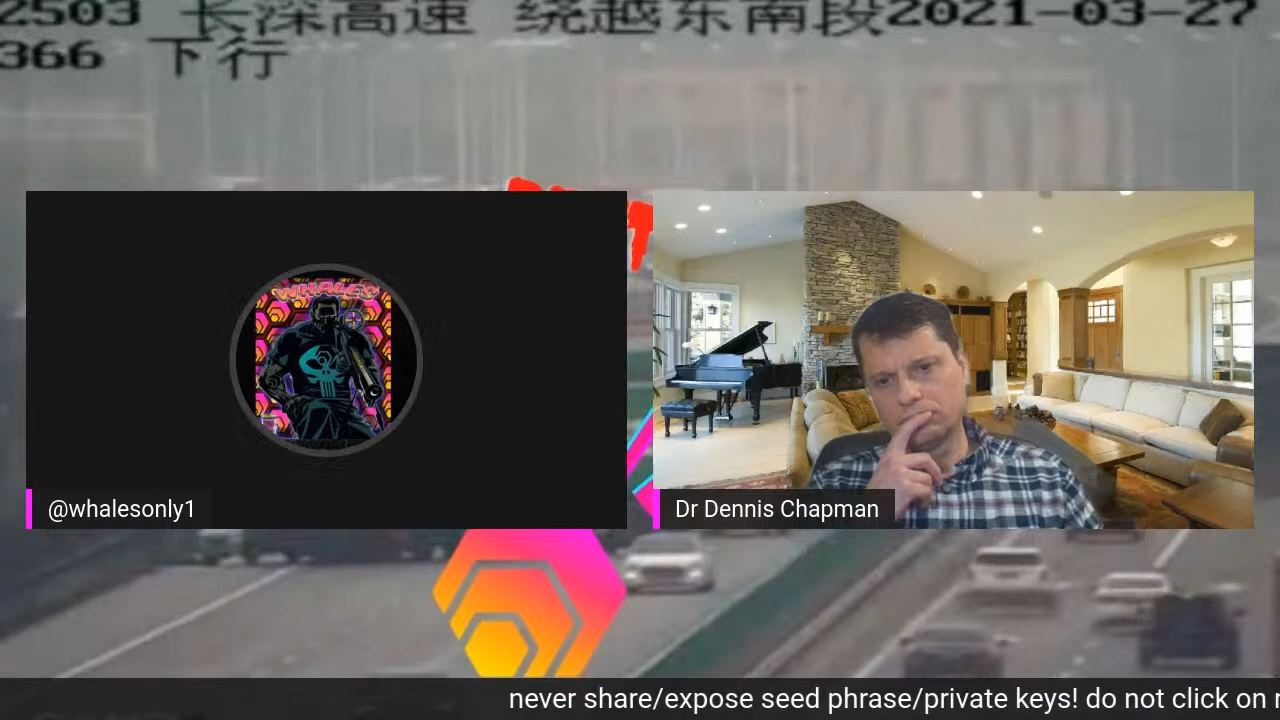 2503 长深高速 绕越东南段2021-03-27
366 下行
WHALES
@whalesonly1
Dr Dennis Chapman
never share/expose seed phrase/private keys! do not click on